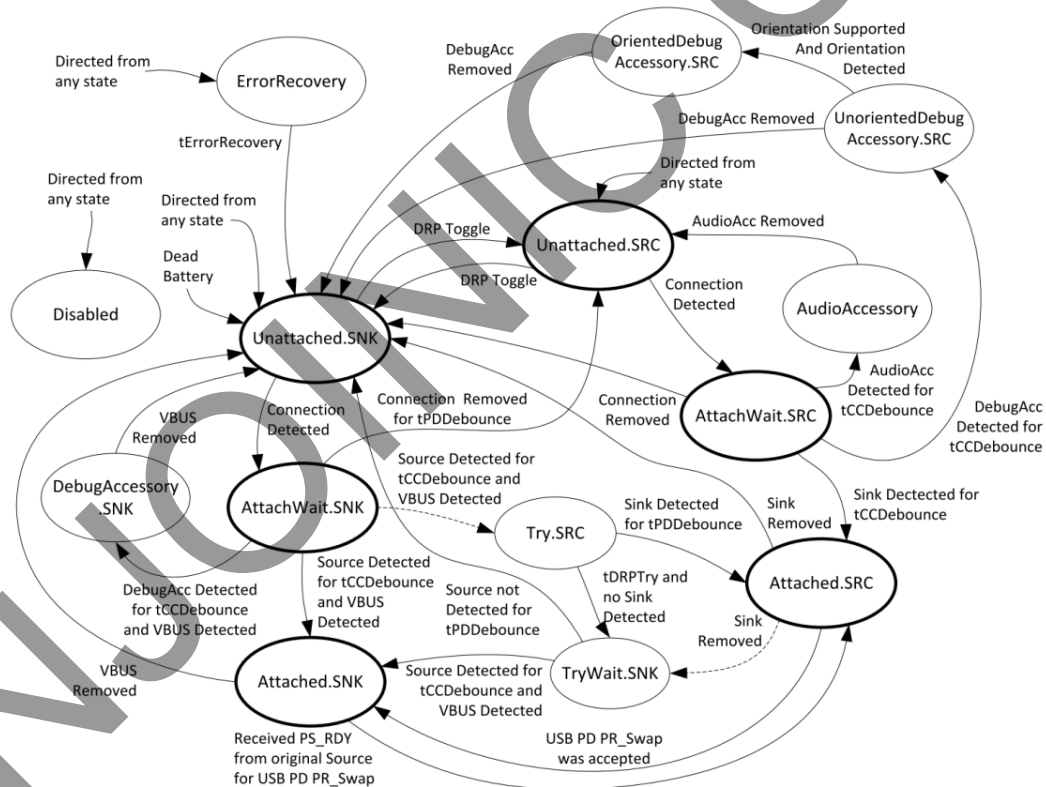 DebugAcc
Removed
OrientedDebug
Accessory.SRC
Orientation Supported
And Orientation
Detected
Directed from
any state
ErrorRecovery
UnorientedDebug
Accessory.SRC
DebugAcc Removed
tErrorRecovery
Directed from
any state
Directed from
any state
Directed from
any state
DRP Toggle
Unattached.SRC
AudioAcc Removed
Dead
Battery
DRP Toggle
Connection
Detected
Disabled
AudioAccessory
Unattached.SNK
AudioAcc
Detected for
tCCDebounce
VBUS
Removed
Connection
Detected
Connection Removed
for tPDDebounce
Connection
Removed
AttachWait.SRC
DebugAcc
Detected for
tCCDebounce
Source Detected for
tCCDebounce and
VBUS Detected
DebugAccessory
.SNK
AttachWait.SNK
Try.SRC
Sink Detected
for tPDDebounce
Sink
Removed
Sink Dectected for
tCCDebounce
DebugAcc Detected
for tCCDebounce
and VBUS Detected
Source Detected
for tCCDebounce
and VBUS
Detected
Source not
Detected for
tPDDebounce
tDRPTry and
no Sink
Detected
Attached.SRC
Sink
Removed
VBUS
Removed
Attached.SNK
Source Detected for
tCCDebounce and
VBUS Detected
TryWait.SNK
Received PS_RDY
from original Source
for USB PD PR_Swap
USB PD PR_Swap
was accepted